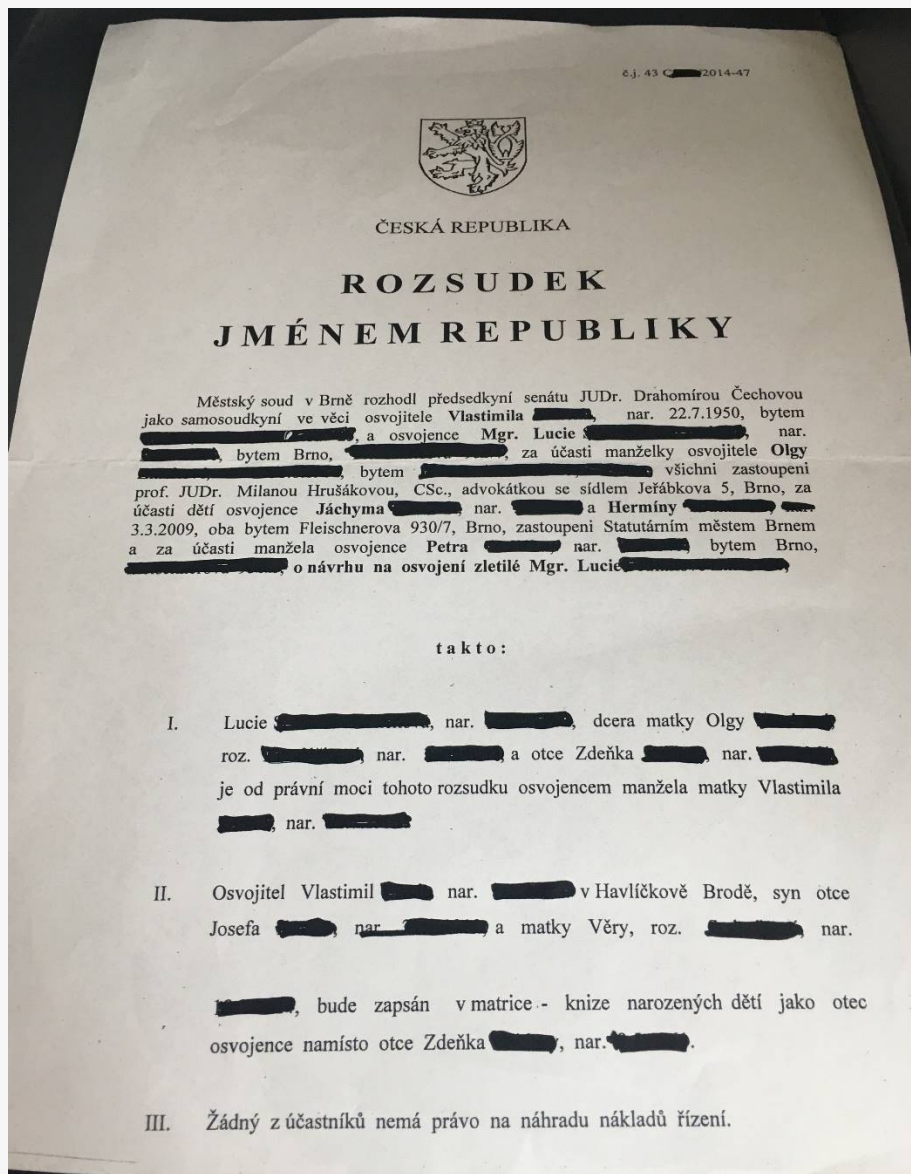 č.j. 43 C /2014-47
ČESKÁ REPUBLIKA
ROZSUDEK
JMÉNEM REPUBLIKY
Městský soud v Brně rozhodl předsedkyní senátu JUDr. Drahomírou Čechovou
jako samosoudkyní ve věci osvojitele Vlastimila , nar. 22.7.1950, bytem
, a osvojence Mgr. Lucie , nar.
, bytem Brno, , za účasti manželky osvojitele Olgy
, bytem všichni zastoupeni
prof. JUDr. Milanou Hrušákovou, CSc., advokátkou se sídlem Jeřábkova 5, Brno, za
účasti dětí osvojence Jáchyma nar. a Hermíny nar.
3.3.2009, oba bytem Fleischnerova 930/7, Brno, zastoupeni Statutárním městem Brnem
a za účasti manžela osvojence Petra nar. bytem Brno,
, o návrhu na osvojení zletilé Mgr. Lucie
takto:
I. Lucie , nar. , dcera matky Olgy
roz. , nar. a otce Zdeňka , nar.
je od právní moci tohoto rozsudku osvojencem manžela matky Vlastimila
, nar.
II. Osvojitel Vlastimil nar. v Havlíčkově Brodě, syn otce
Josefa , nar. a matky Věry, roz. nar.
, bude zapsán v matrice - knize narozených dětí jako otec
osvojence namísto otce Zdeňka , nar. .
III. Žádný z účastníků nemá právo na náhradu nákladů řízení.